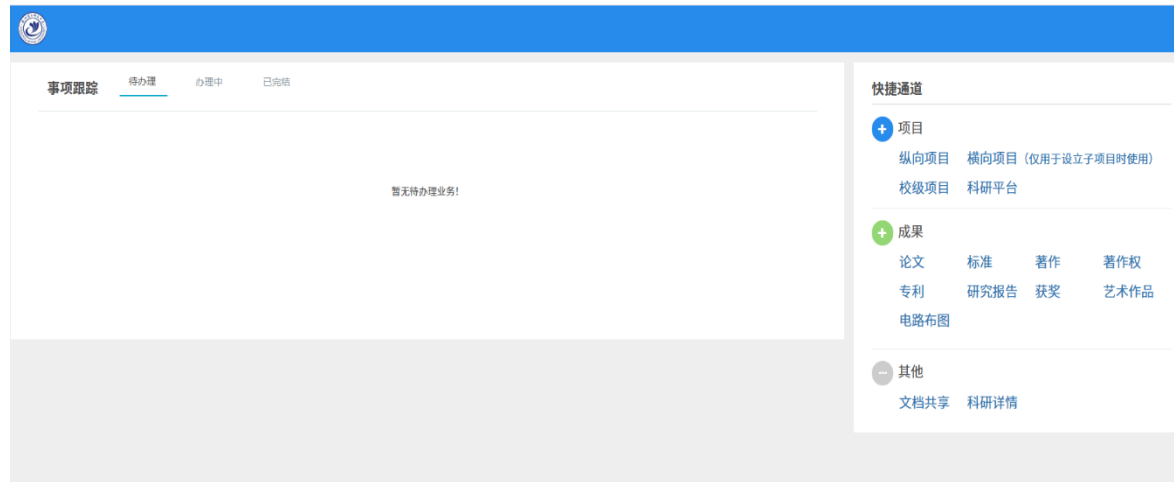 事项跟踪 待办理 办理中 已完结
暂无待办理业务!
快捷通道
项目
纵向项目 横向项目（仅用于设立子项目时使用）
校级项目 科研平台
成果
论文 标准 著作 著作权
专利 研究报告 获奖 艺术作品
电路布图
其他
文档共享 科研详情